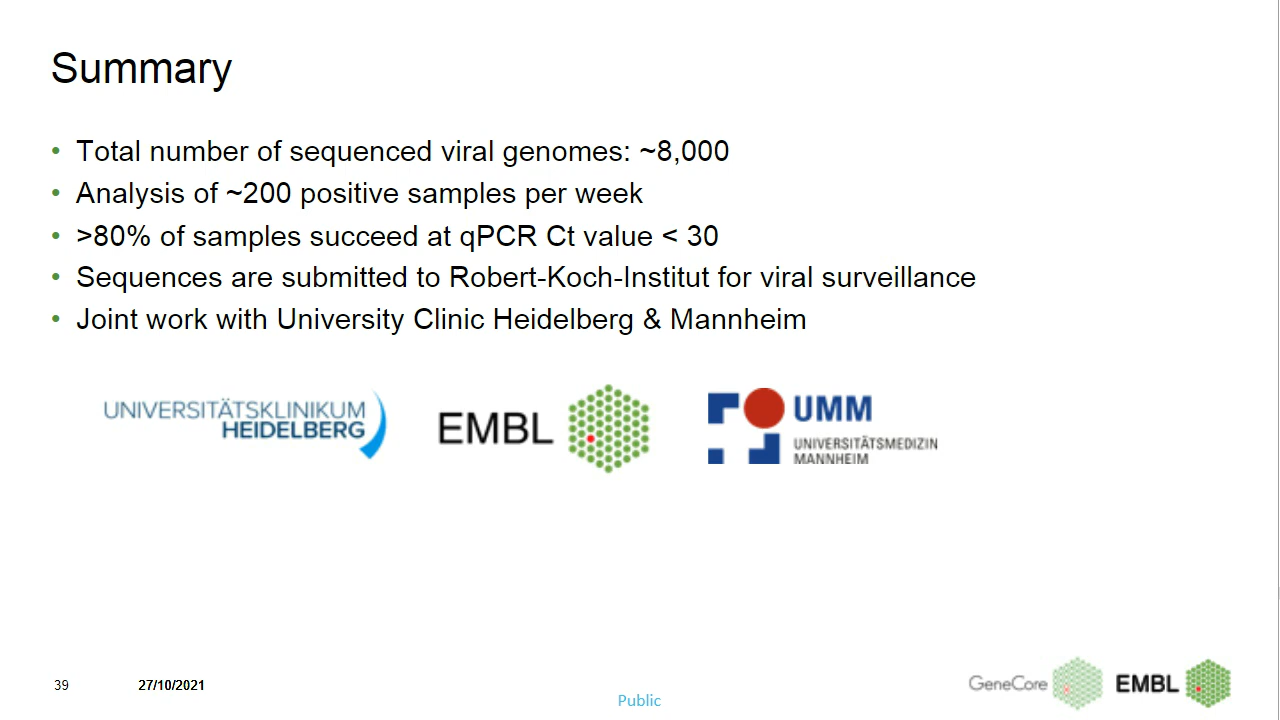 Summary
• Total number of sequenced viral genomes: ~8,000
• Analysis of ~200 positive samples per week
• >80% of samples succeed at qPCR Ct value < 30
• Sequences are submitted to Robert-Koch-Institut for viral surveillance
• Joint work with University Clinic Heidelberg & Mannheim
UNIVERSITÄTSKLINIKUM
HEIDELBERG
EMBL
UMM
UNIVERSITÄTSMEDIZIN
MANNHEIM
39
27/10/2021
Public
GeneCore
EMBL